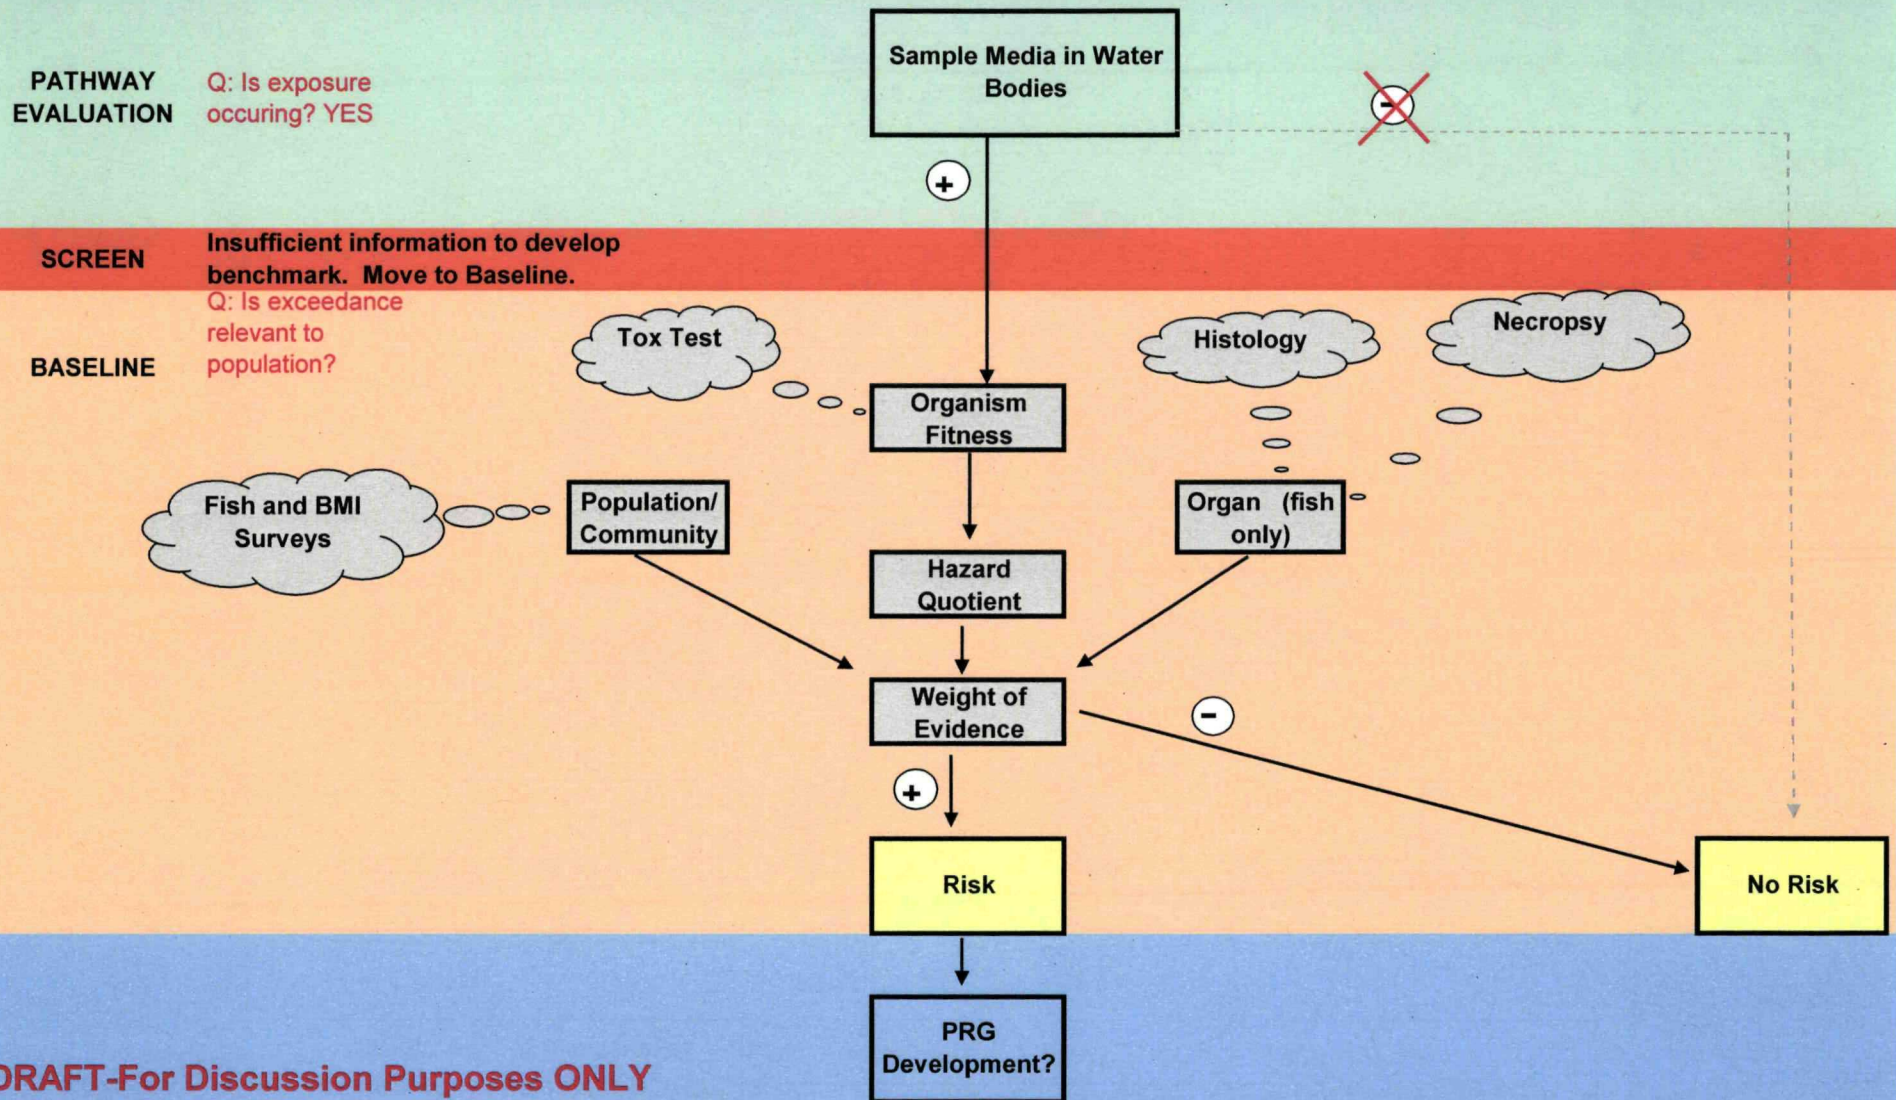 Sample Media in Water
Bodies
PATHWAY
EVALUATION
Q: Is exposure
occuring? YES
-
+
SCREEN
Insufficient information to develop
benchmark. Move to Baseline.
Q: Is exceedance
relevant to
population?
BASELINE
Tox Test
Histology
Necropsy
Organism
Fitness
Fish and BMI
Surveys
Population/
Community
Organ (fish
only)
Hazard
Quotient
Weight of
Evidence
-
+
Risk
No Risk
PRG
Development?
DRAFT-For Discussion Purposes ONLY